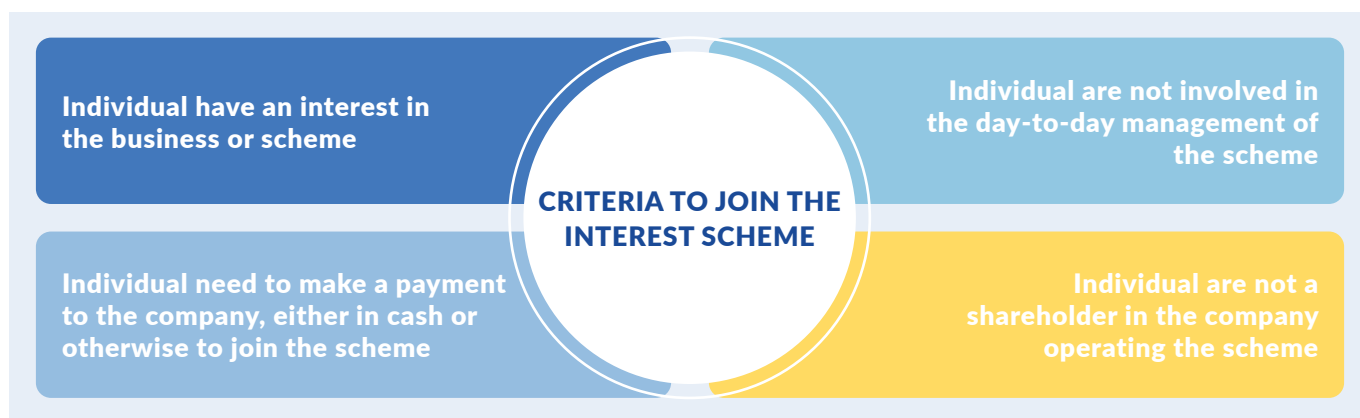 Individual have an interest in
the business or scheme
Individual are not involved in
the day-to-day management of
the scheme
CRITERIA TO JOIN THE
INTEREST SCHEME
Individual need to make a payment
to the company, either in cash or
otherwise to join the scheme
Individual are not a
shareholder in the company
operating the scheme